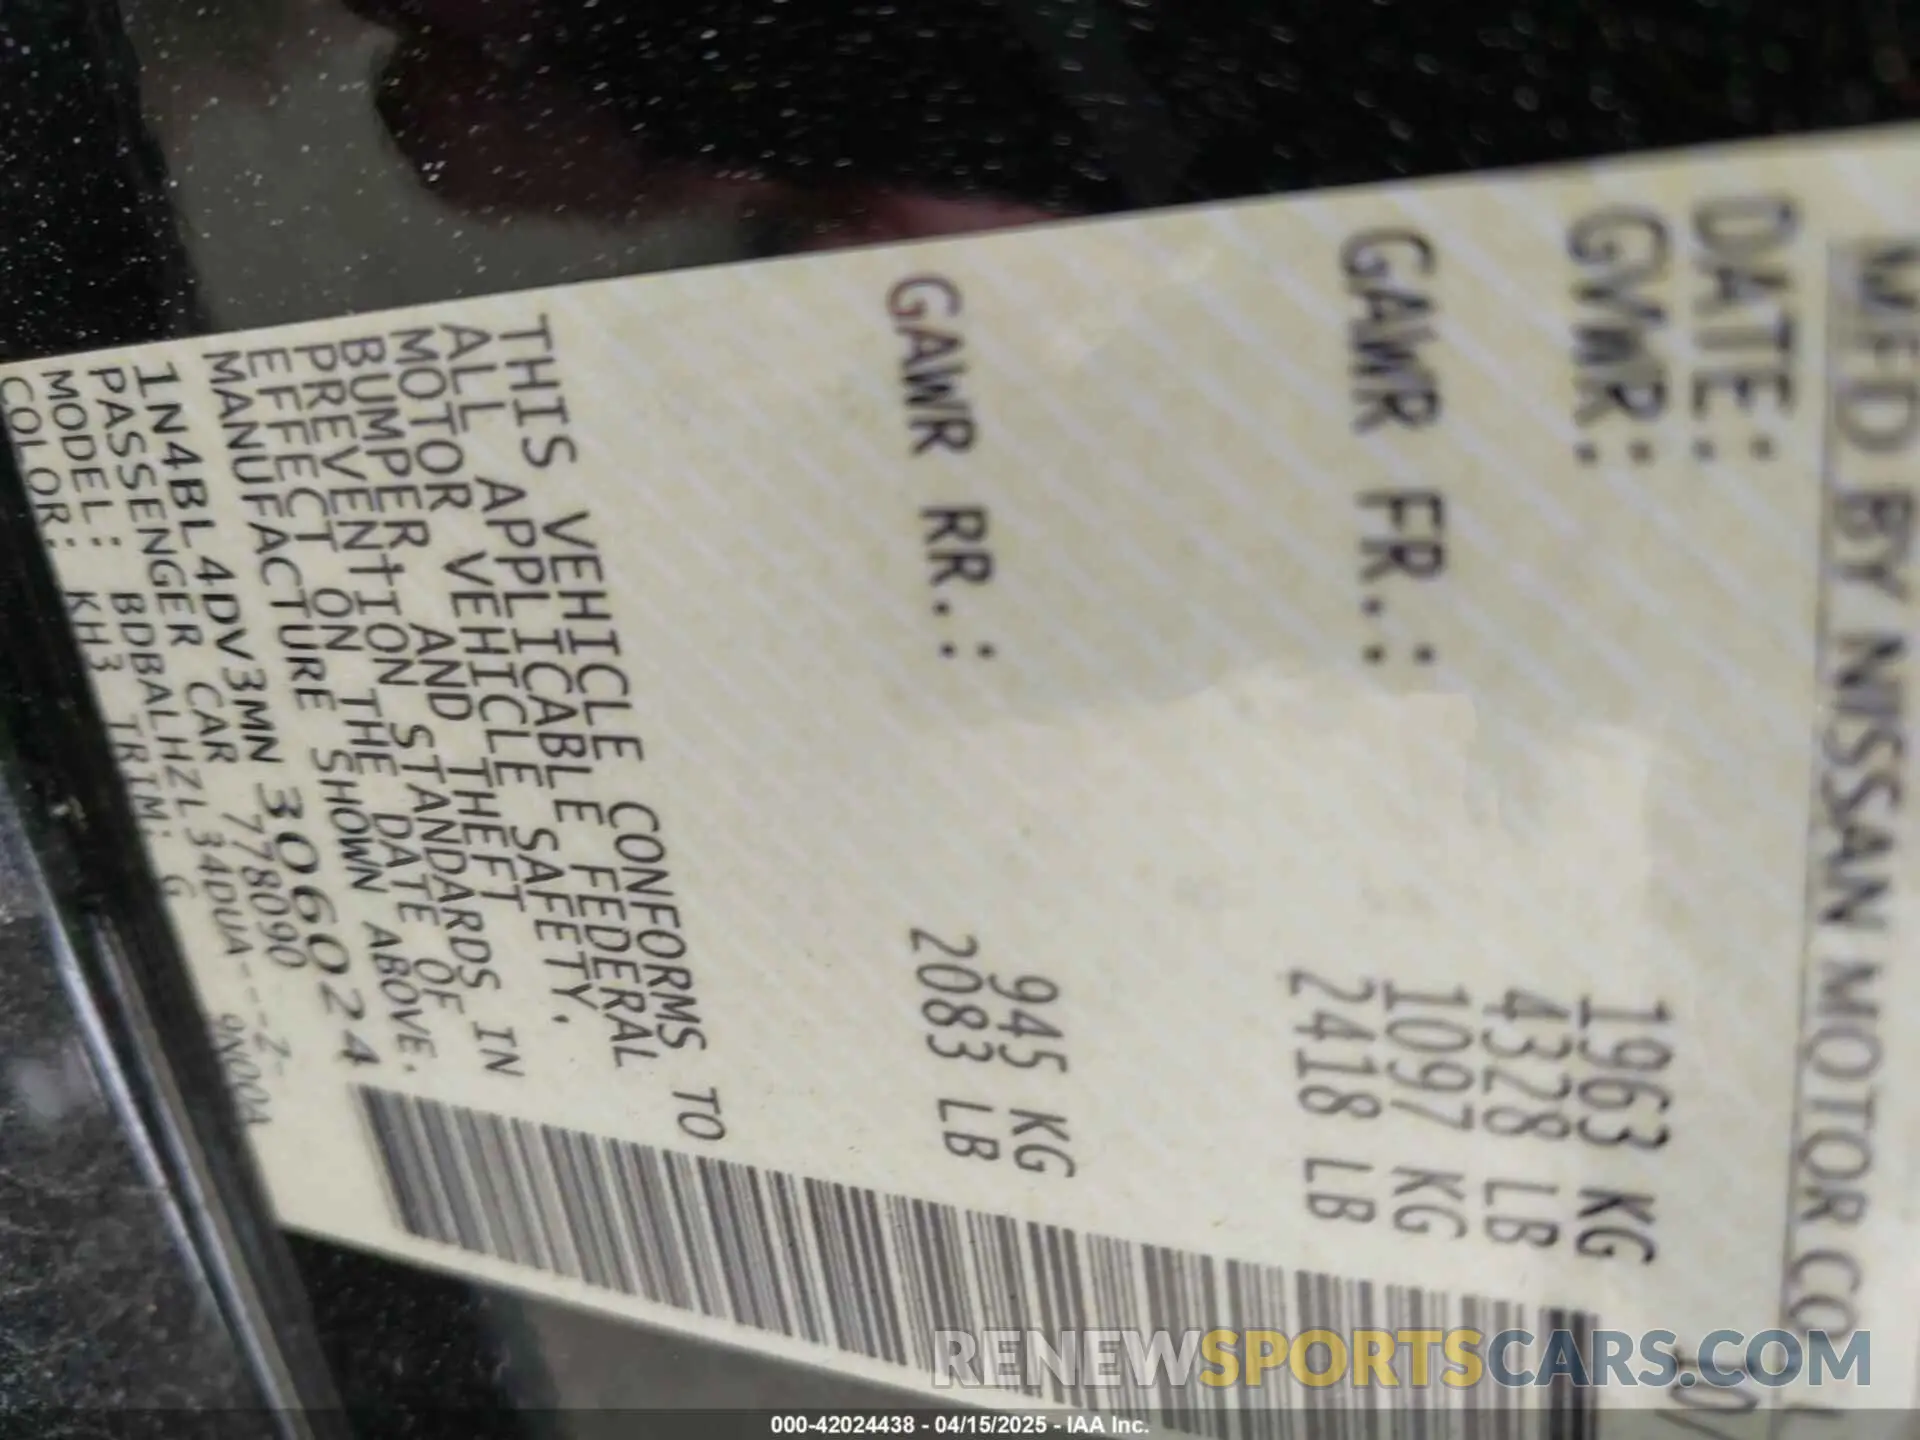 MFD BY NISSAN MOTOR CO
DATE: 10/
GVWR: 1963 KG
4328 LB
GAWR FR.: 1097 KG
2418 LB
GAWR RR.: 945 KG
2083 LB
THIS VEHICLE CONFORMS TO
ALL APPLICABLE FEDERAL
MOTOR VEHICLE SAFETY,
BUMPER, AND THEFT
PREVENTION STANDARDS IN
EFFECT ON THE DATE OF
MANUFACTURE SHOWN ABOVE.
1N4BL4DV3MN 306024
PASSENGER CAR 778090
MODEL: BDBALHZL34DUA---Z-
COLOR: KH3 TRIM: G 9N00A
RENEWSPORTSCARS.COM
000-42024438 - 04/15/2025 - IAA Inc.